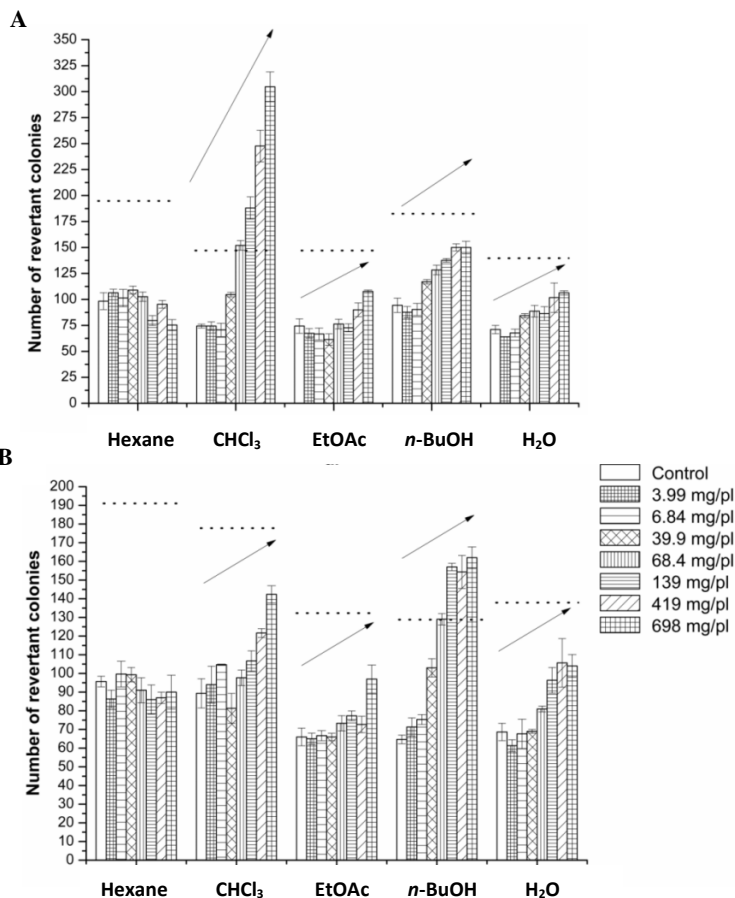 A
Number of revertant colonies
350
325
300
275
250
225
200
175
150
125
100
75
50
25
0
Hexane CHCl₃ EtOAc n-BuOH H₂O
B
Number of revertant colonies
200
190
180
170
160
150
140
130
120
110
100
90
80
70
60
50
40
30
20
10
0
Hexane CHCl₃ EtOAc n-BuOH H₂O
Control
3.99 mg/pl
6.84 mg/pl
39.9 mg/pl
68.4 mg/pl
139 mg/pl
419 mg/pl
698 mg/pl